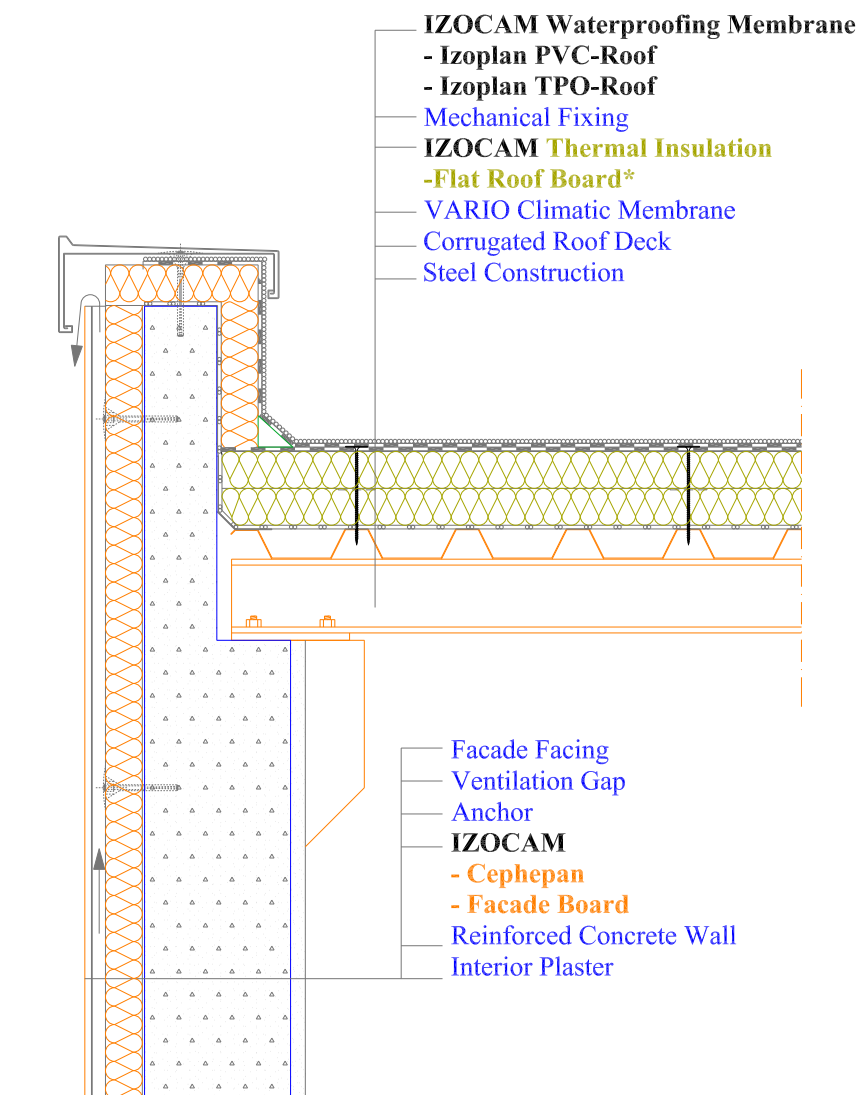 IZOCAM Waterproofing Membrane
- Izoplan PVC-Roof
- Izoplan TPO-Roof
Mechanical Fixing
IZOCAM Thermal Insulation
-Flat Roof Board*
VARIO Climatic Membrane
Corrugated Roof Deck
Steel Construction
Facade Facing
Ventilation Gap
Anchor
IZOCAM
- Cephepan
- Facade Board
Reinforced Concrete Wall
Interior Plaster